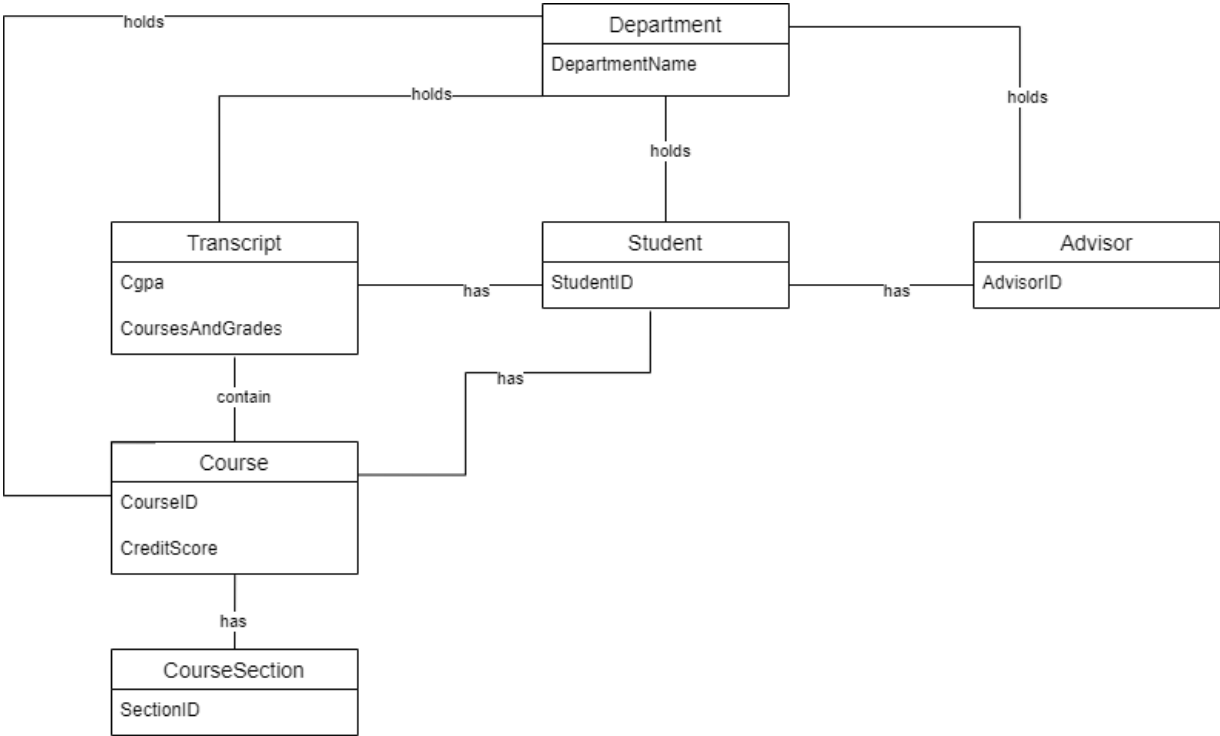 holds
Department
DepartmentName
holds
holds
holds
Transcript
Cgpa
CoursesAndGrades
has
Student
StudentID
has
Advisor
AdvisorID
contain
has
Course
CourseID
CreditScore
has
CourseSection
SectionID